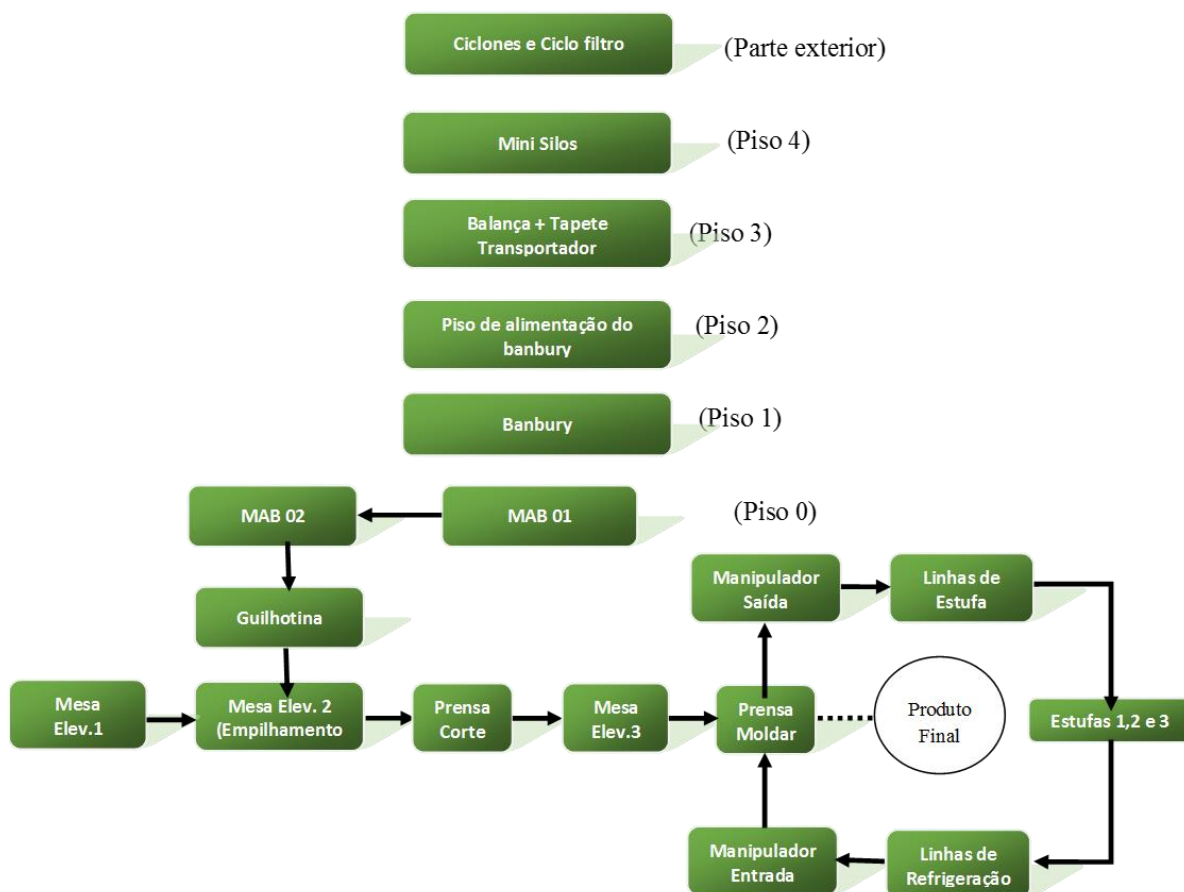 Ciclones e Ciclo filtro
(Parte exterior)
Mini Silos
(Piso 4)
Balança + Tapete
Transportador
(Piso 3)
Piso de alimentação do
banbury
(Piso 2)
Banbury
(Piso 1)
MAB 02
MAB 01
(Piso 0)
Guilhotina
Manipulador
Saída
Linhas de
Estufa
Mesa
Elev.1
Mesa Elev. 2
(Empilhamento
Prensa
Corte
Mesa
Elev.3
Prensa
Moldar
Produto
Final
Estufas 1,2 e 3
Manipulador
Entrada
Linhas de
Refrigeração